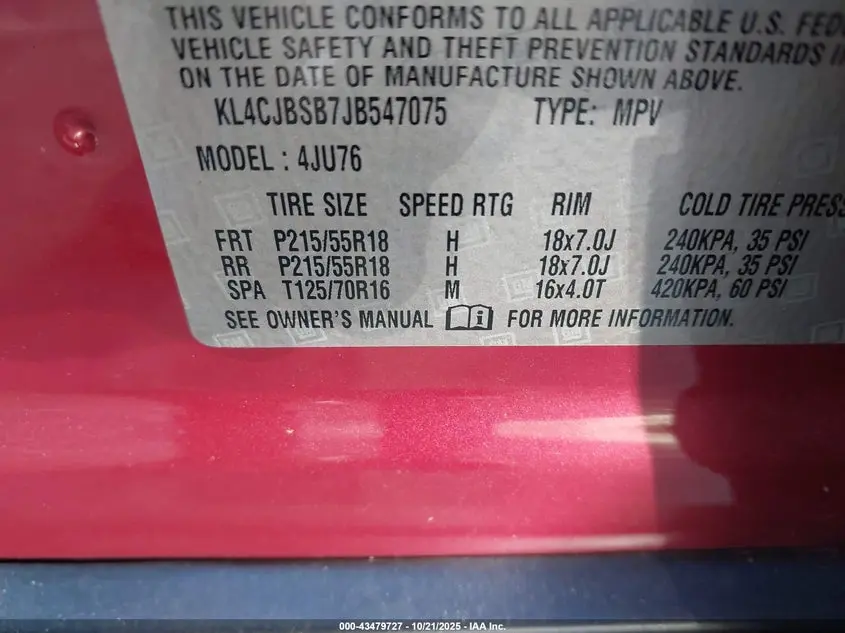 THIS VEHICLE CONFORMS TO ALL APPLICABLE U.S.
VEHICLE SAFETY AND THEFT PREVENTION STANDARDS
ON THE DATE OF MANUFACTURE SHOWN ABOVE.
KL4CJBSB7JB547075 TYPE: MPV
MODEL : 4JU76
TIRE SIZE SPEED RTG RIM COLD TIRE
FRT P215/55R18 H 18x7.0J 240KPA, 35 PSI
RR P215/55R18 H 18x7.0J 240KPA, 35 PSI
SPA T125/70R16 M 16x4.0T 420KPA, 60 PSI
SEE OWNER'S MANUAL i FOR MORE INFORMATION.
000-43479727 - 10/21/2025 - IAA Inc.